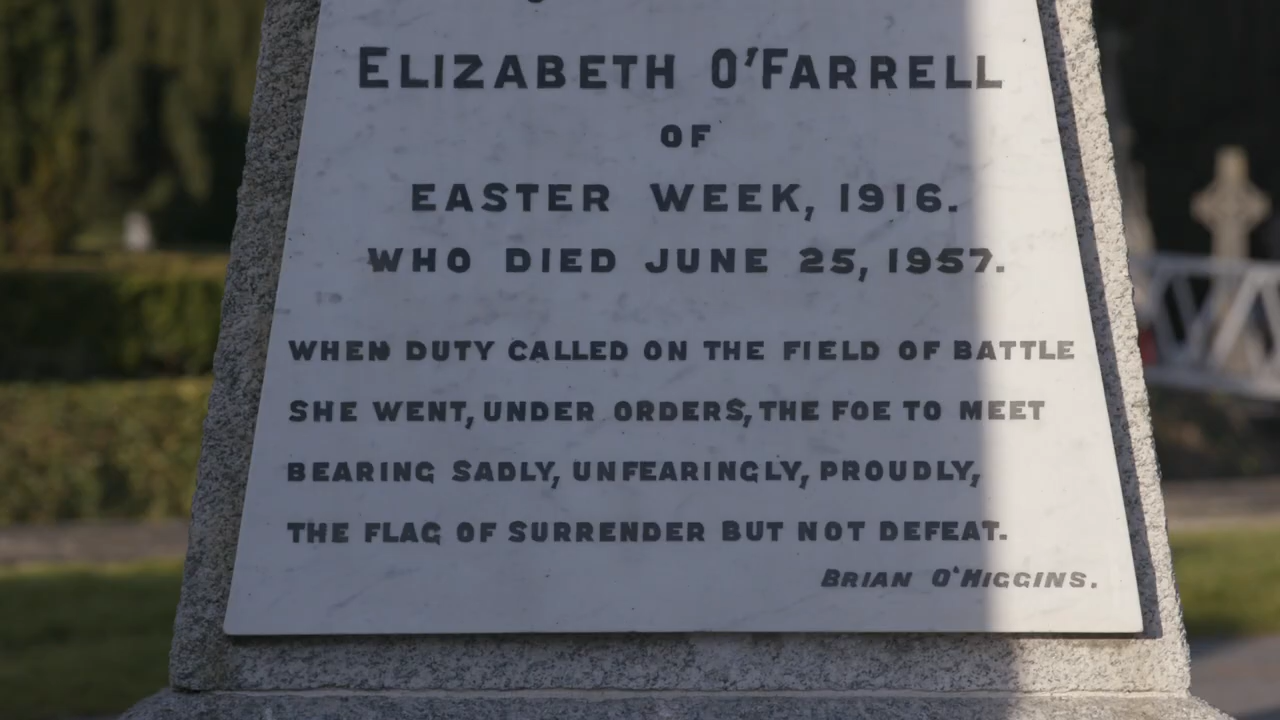 ELIZABETH O'FARRELL
OF
EASTER WEEK, 1916.
WHO DIED JUNE 25, 1957.
WHEN DUTY CALLED ON THE FIELD OF BATTLE
SHE WENT, UNDER ORDERS, THE FOE TO MEET
BEARING SADLY, UNFEARINGLY, PROUDLY,
THE FLAG OF SURRENDER BUT NOT DEFEAT.
BRIAN O'HIGGINS.